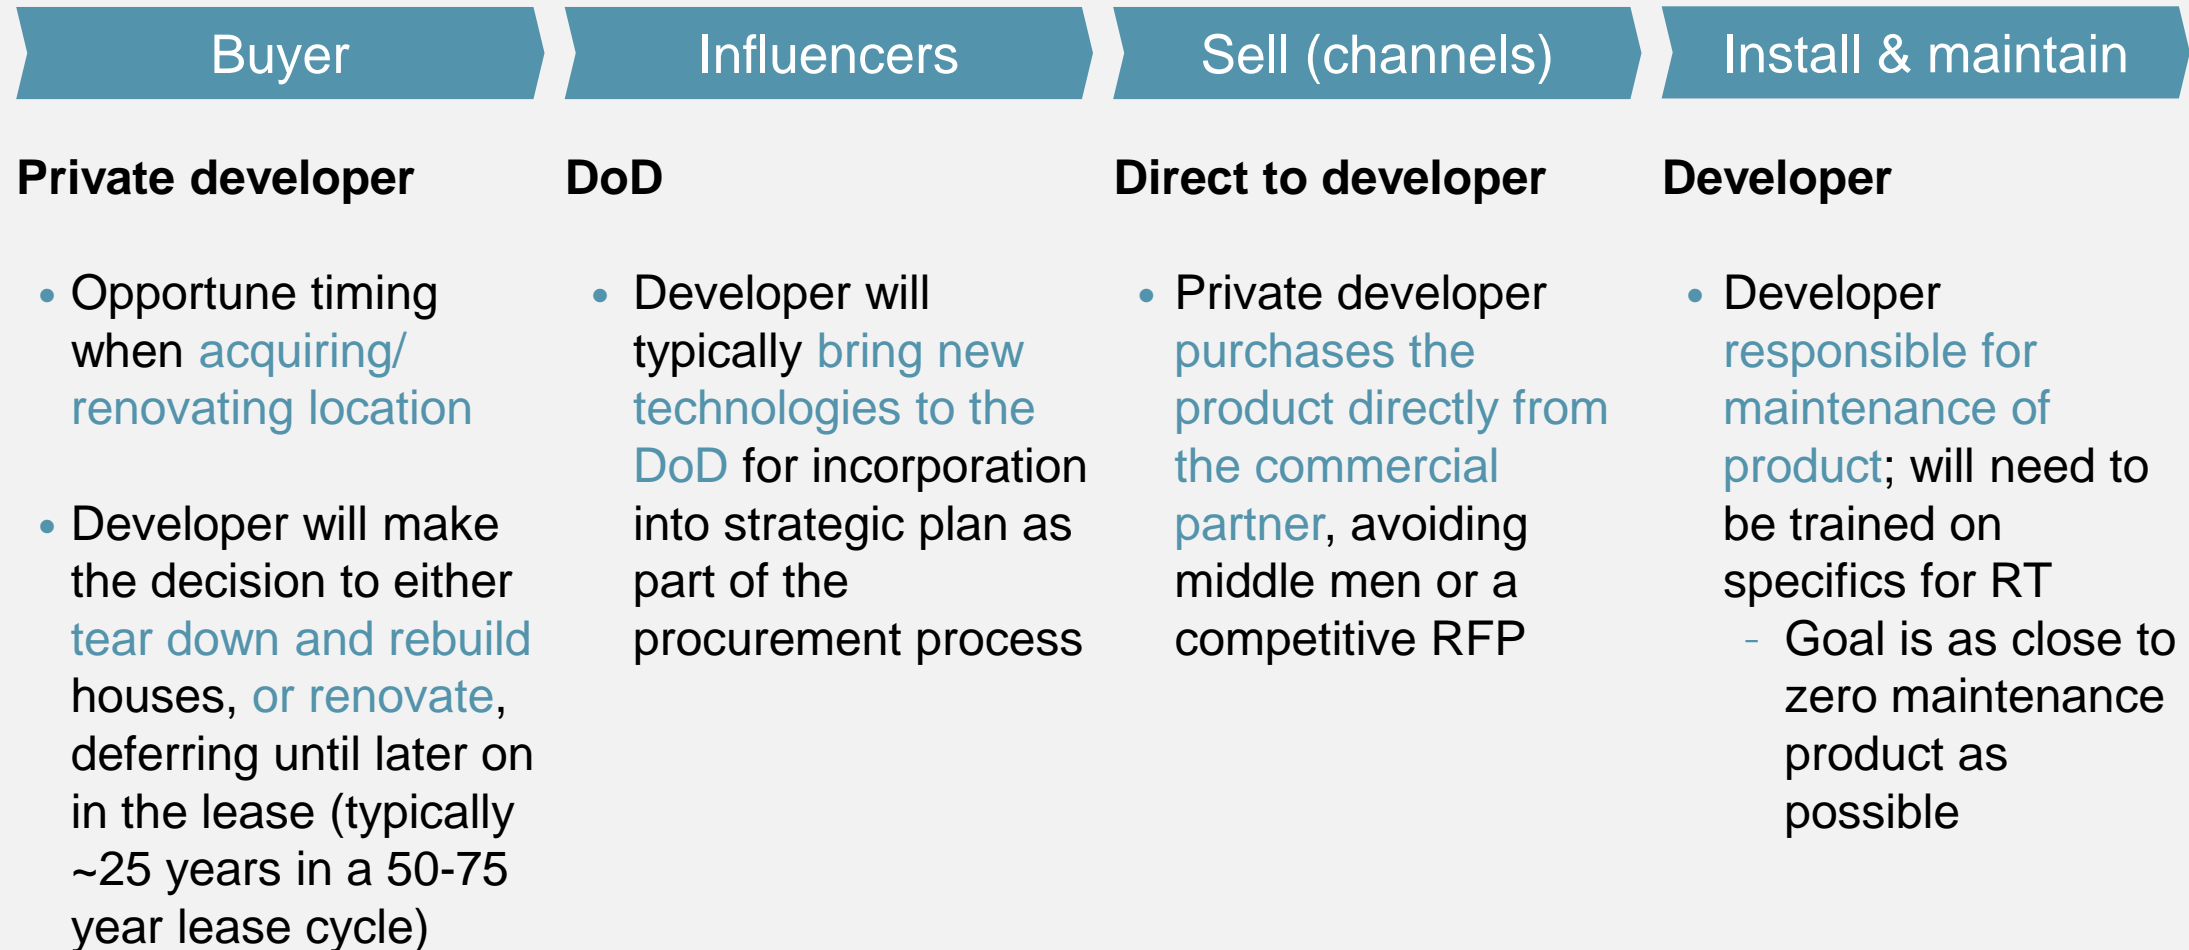 Buyer
Influencers
Sell (channels)
Install & maintain
Private developer
• Opportune timing
when acquiring/
renovating location
• Developer will make
the decision to either
tear down and rebuild
houses, or renovate,
deferring until later on
in the lease (typically
~25 years in a 50-75
year lease cycle)
DoD
• Developer will
typically bring new
technologies to the
DoD for incorporation
into strategic plan as
part of the
procurement process
Direct to developer
• Private developer
purchases the
product directly from
the commercial
partner, avoiding
middle men or a
competitive RFP
Developer
• Developer
responsible for
maintenance of
product; will need to
be trained on
specifics for RT
- Goal is as close to
zero maintenance
product as
possible